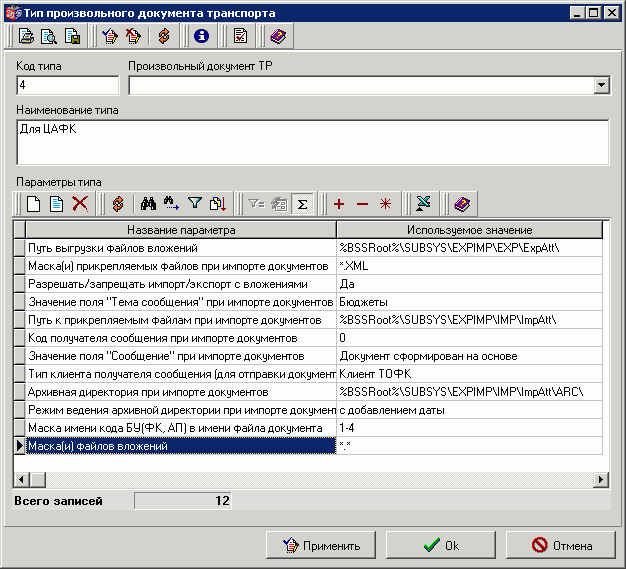 Тип произвольного документа транспорта
Код типа Произвольный документ ТР
4
Наименование типа
Для ЦАФК
Параметры типа
Название параметра Используемое значение
Путь выгрузки файлов вложений %BSSRoot%\SUBSYS\EXPIMP\EXP\ExpAtt\
Маска(и) прикрепляемых файлов при импорте документов *.XML
Разрешать/запрещать импорт/экспорт с вложениями Да
Значение поля "Тема сообщения" при импорте документов Бюджеты
Путь к прикрепляемым файлам при импорте документов %BSSRoot%\SUBSYS\EXPIMP\IMP\ImpAtt\
Код получателя сообщения при импорте документов 0
Значение поля "Сообщение" при импорте документов Документ сформирован на основе
Тип клиента получателя сообщения (для отправки документ Клиент ТОФК
Архивная директория при импорте документов %BSSRoot%\SUBSYS\EXPIMP\IMP\ImpAtt\ARC\
Режим ведения архивной директории при импорте документ с добавлением даты
Маска имени кода БУ(ФК, АП) в имени файла документа 1-4
Маска(и) файлов вложений *.*
Всего записей 12
Применить Ok Отмена